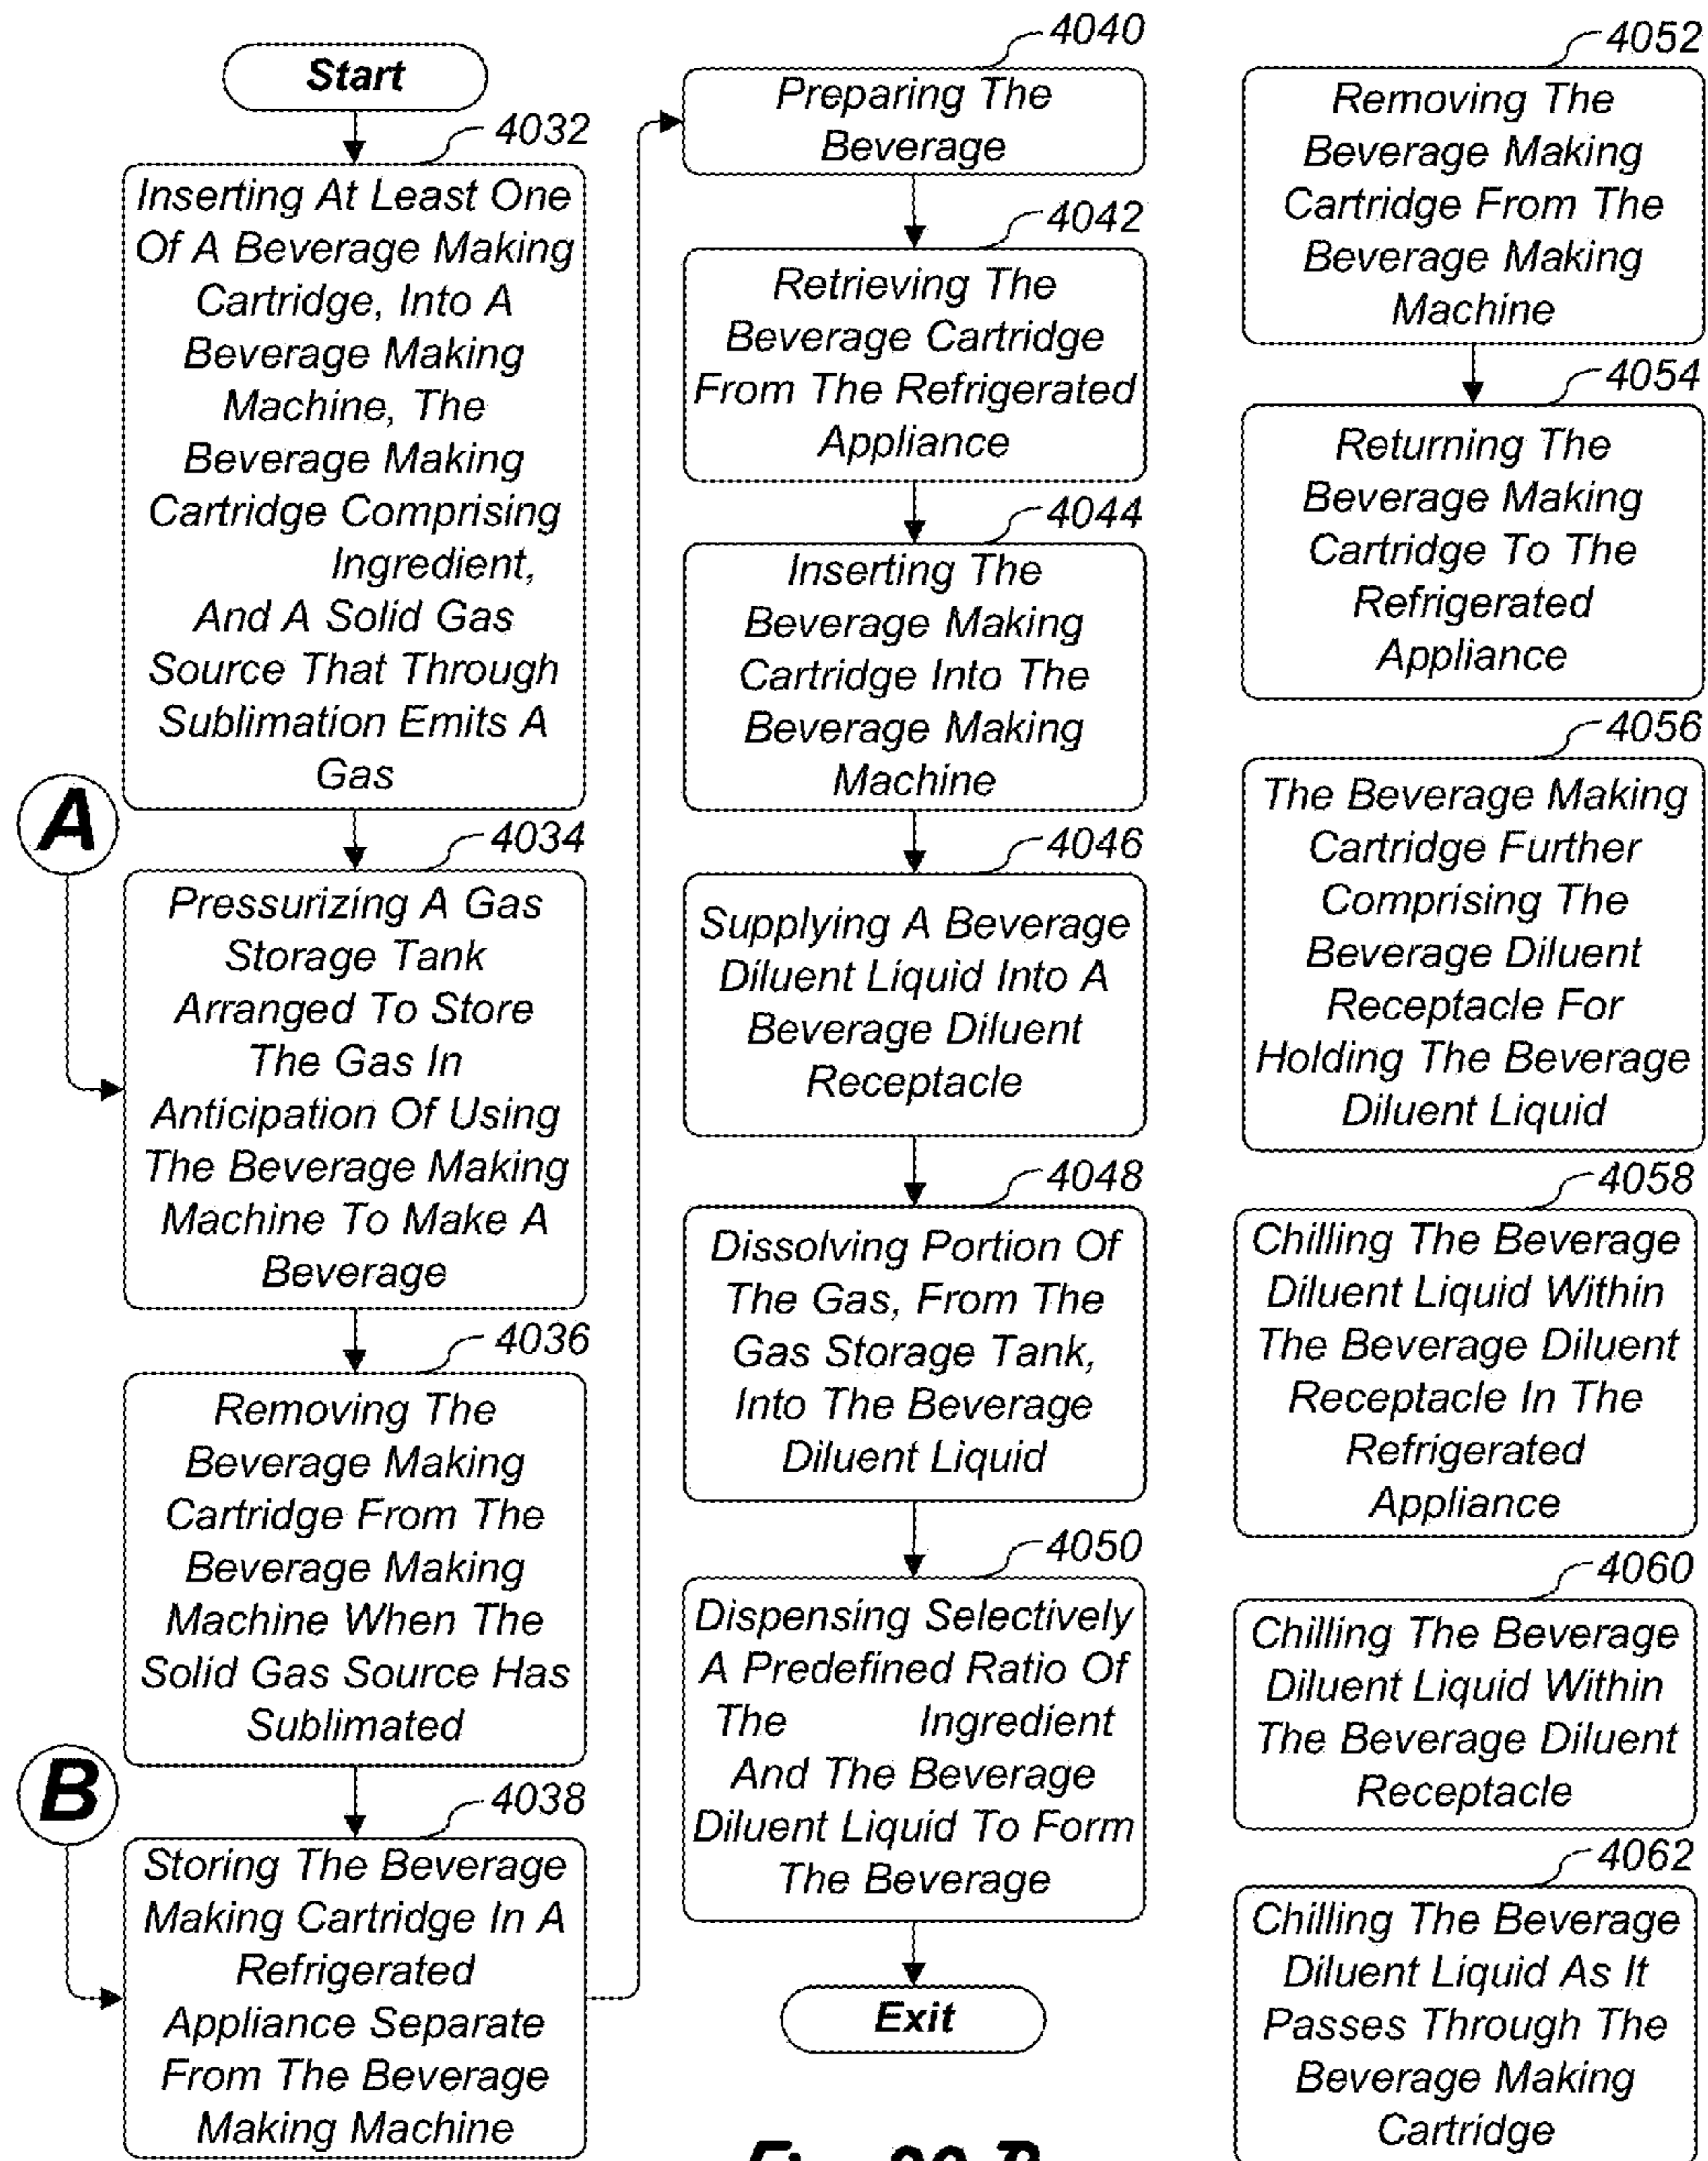 Start
4032
Inserting At Least One
Of A Beverage Making
Cartridge, Into A
Beverage Making
Machine, The
Beverage Making
Cartridge Comprising
Ingredient,
And A Solid Gas
Source That Through
Sublimation Emits A
Gas
A
4034
Pressurizing A Gas
Storage Tank
Arranged To Store
The Gas In
Anticipation Of Using
The Beverage Making
Machine To Make A
Beverage
4036
Removing The
Beverage Making
Cartridge From The
Beverage Making
Machine When The
Solid Gas Source Has
Sublimated
B
4038
Storing The Beverage
Making Cartridge In A
Refrigerated
Appliance Separate
From The Beverage
Making Machine
4040
Preparing The
Beverage
4042
Retrieving The
Beverage Cartridge
From The Refrigerated
Appliance
4044
Inserting The
Beverage Making
Cartridge Into The
Beverage Making
Machine
4046
Supplying A Beverage
Diluent Liquid Into A
Beverage Diluent
Receptacle
4048
Dissolving Portion Of
The Gas, From The
Gas Storage Tank,
Into The Beverage
Diluent Liquid
4050
Dispensing Selectively
A Predefined Ratio Of
The Ingredient
And The Beverage
Diluent Liquid To Form
The Beverage
Exit
4052
Removing The
Beverage Making
Cartridge From The
Beverage Making
Machine
4054
Returning The
Beverage Making
Cartridge To The
Refrigerated
Appliance
4056
The Beverage Making
Cartridge Further
Comprising The
Beverage Diluent
Receptacle For
Holding The Beverage
Diluent Liquid
4058
Chilling The Beverage
Diluent Liquid Within
The Beverage Diluent
Receptacle In The
Refrigerated
Appliance
4060
Chilling The Beverage
Diluent Liquid Within
The Beverage Diluent
Receptacle
4062
Chilling The Beverage
Diluent Liquid As It
Passes Through The
Beverage Making
Cartridge